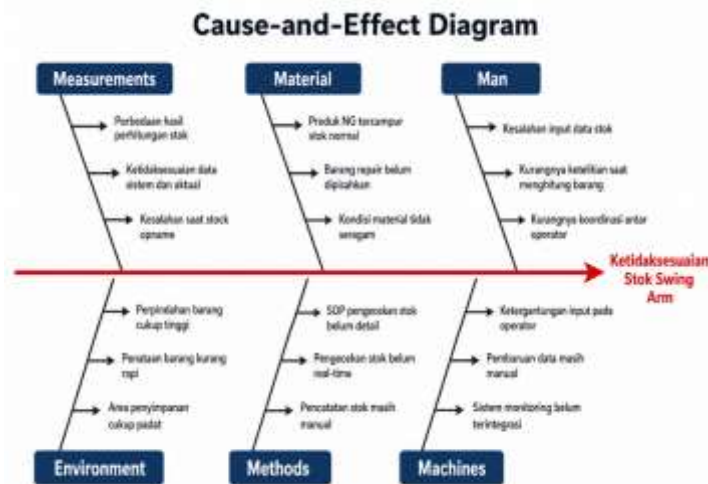 Cause-and-Effect Diagram
Measurements
Material
Man
Perbedaan hasil
perhitungan stok
Ketidaksesuaian data
sistem dan aktual
Kesalahan saat stock
opname
Produk NG tercampur
stok normal
Barang repair belum
dipisahkan
Kondisi material tidak
seragam
Kesalahan input data stok
Kurangnya ketelitian saat
menghitung barang
Kurangnya koordinasi antar
operator
Ketidaksesuaian
Stok Swing
Arm
Perpindahan barang
cukup tinggi
Penataan barang kurang
rapi
Area penyimpanan
cukup padat
SOP pengecekan stok
belum detail
Pengecekan stok belum
real-time
Pencatatan stok masih
manual
Ketergantungan input pada
operator
Pembaruan data masih
manual
Sistem monitoring belum
terintegrasi
Environment
Methods
Machines